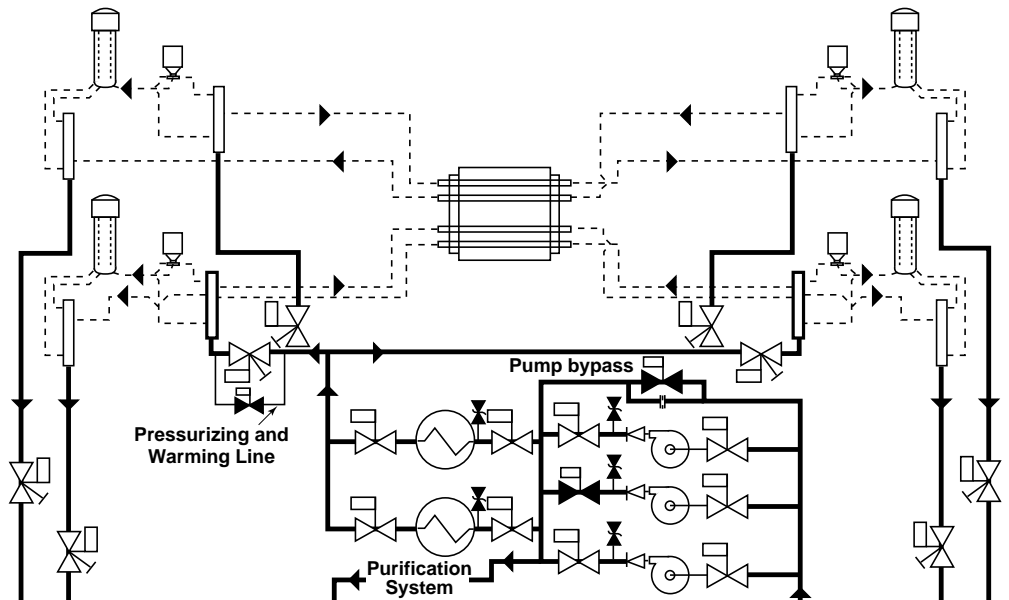 Pump bypass
Pressurizing and
Warming Line
Purification
System